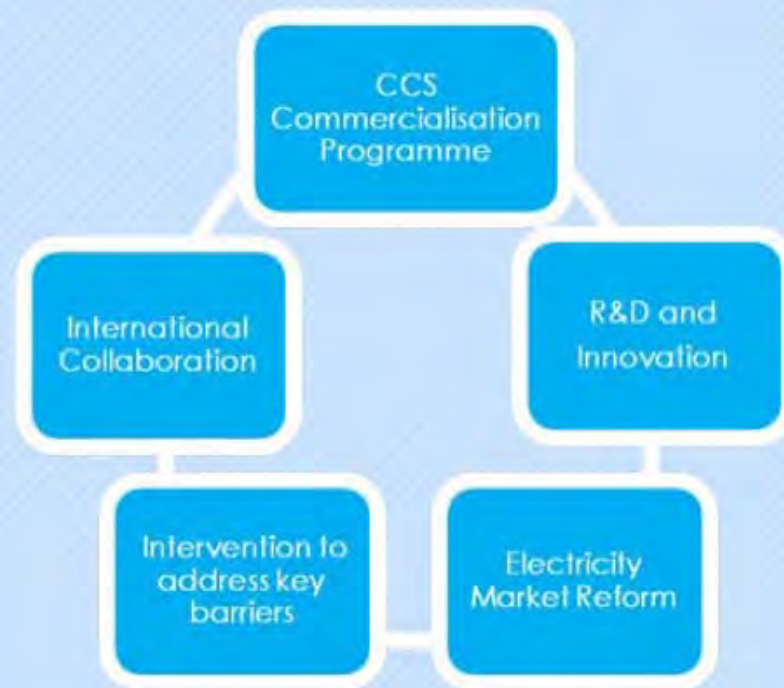 CCS
Commercialisation
Programme
International
Collaboration
R&D and
Innovation
Intervention to
address key
barriers
Electricity
Market Reform